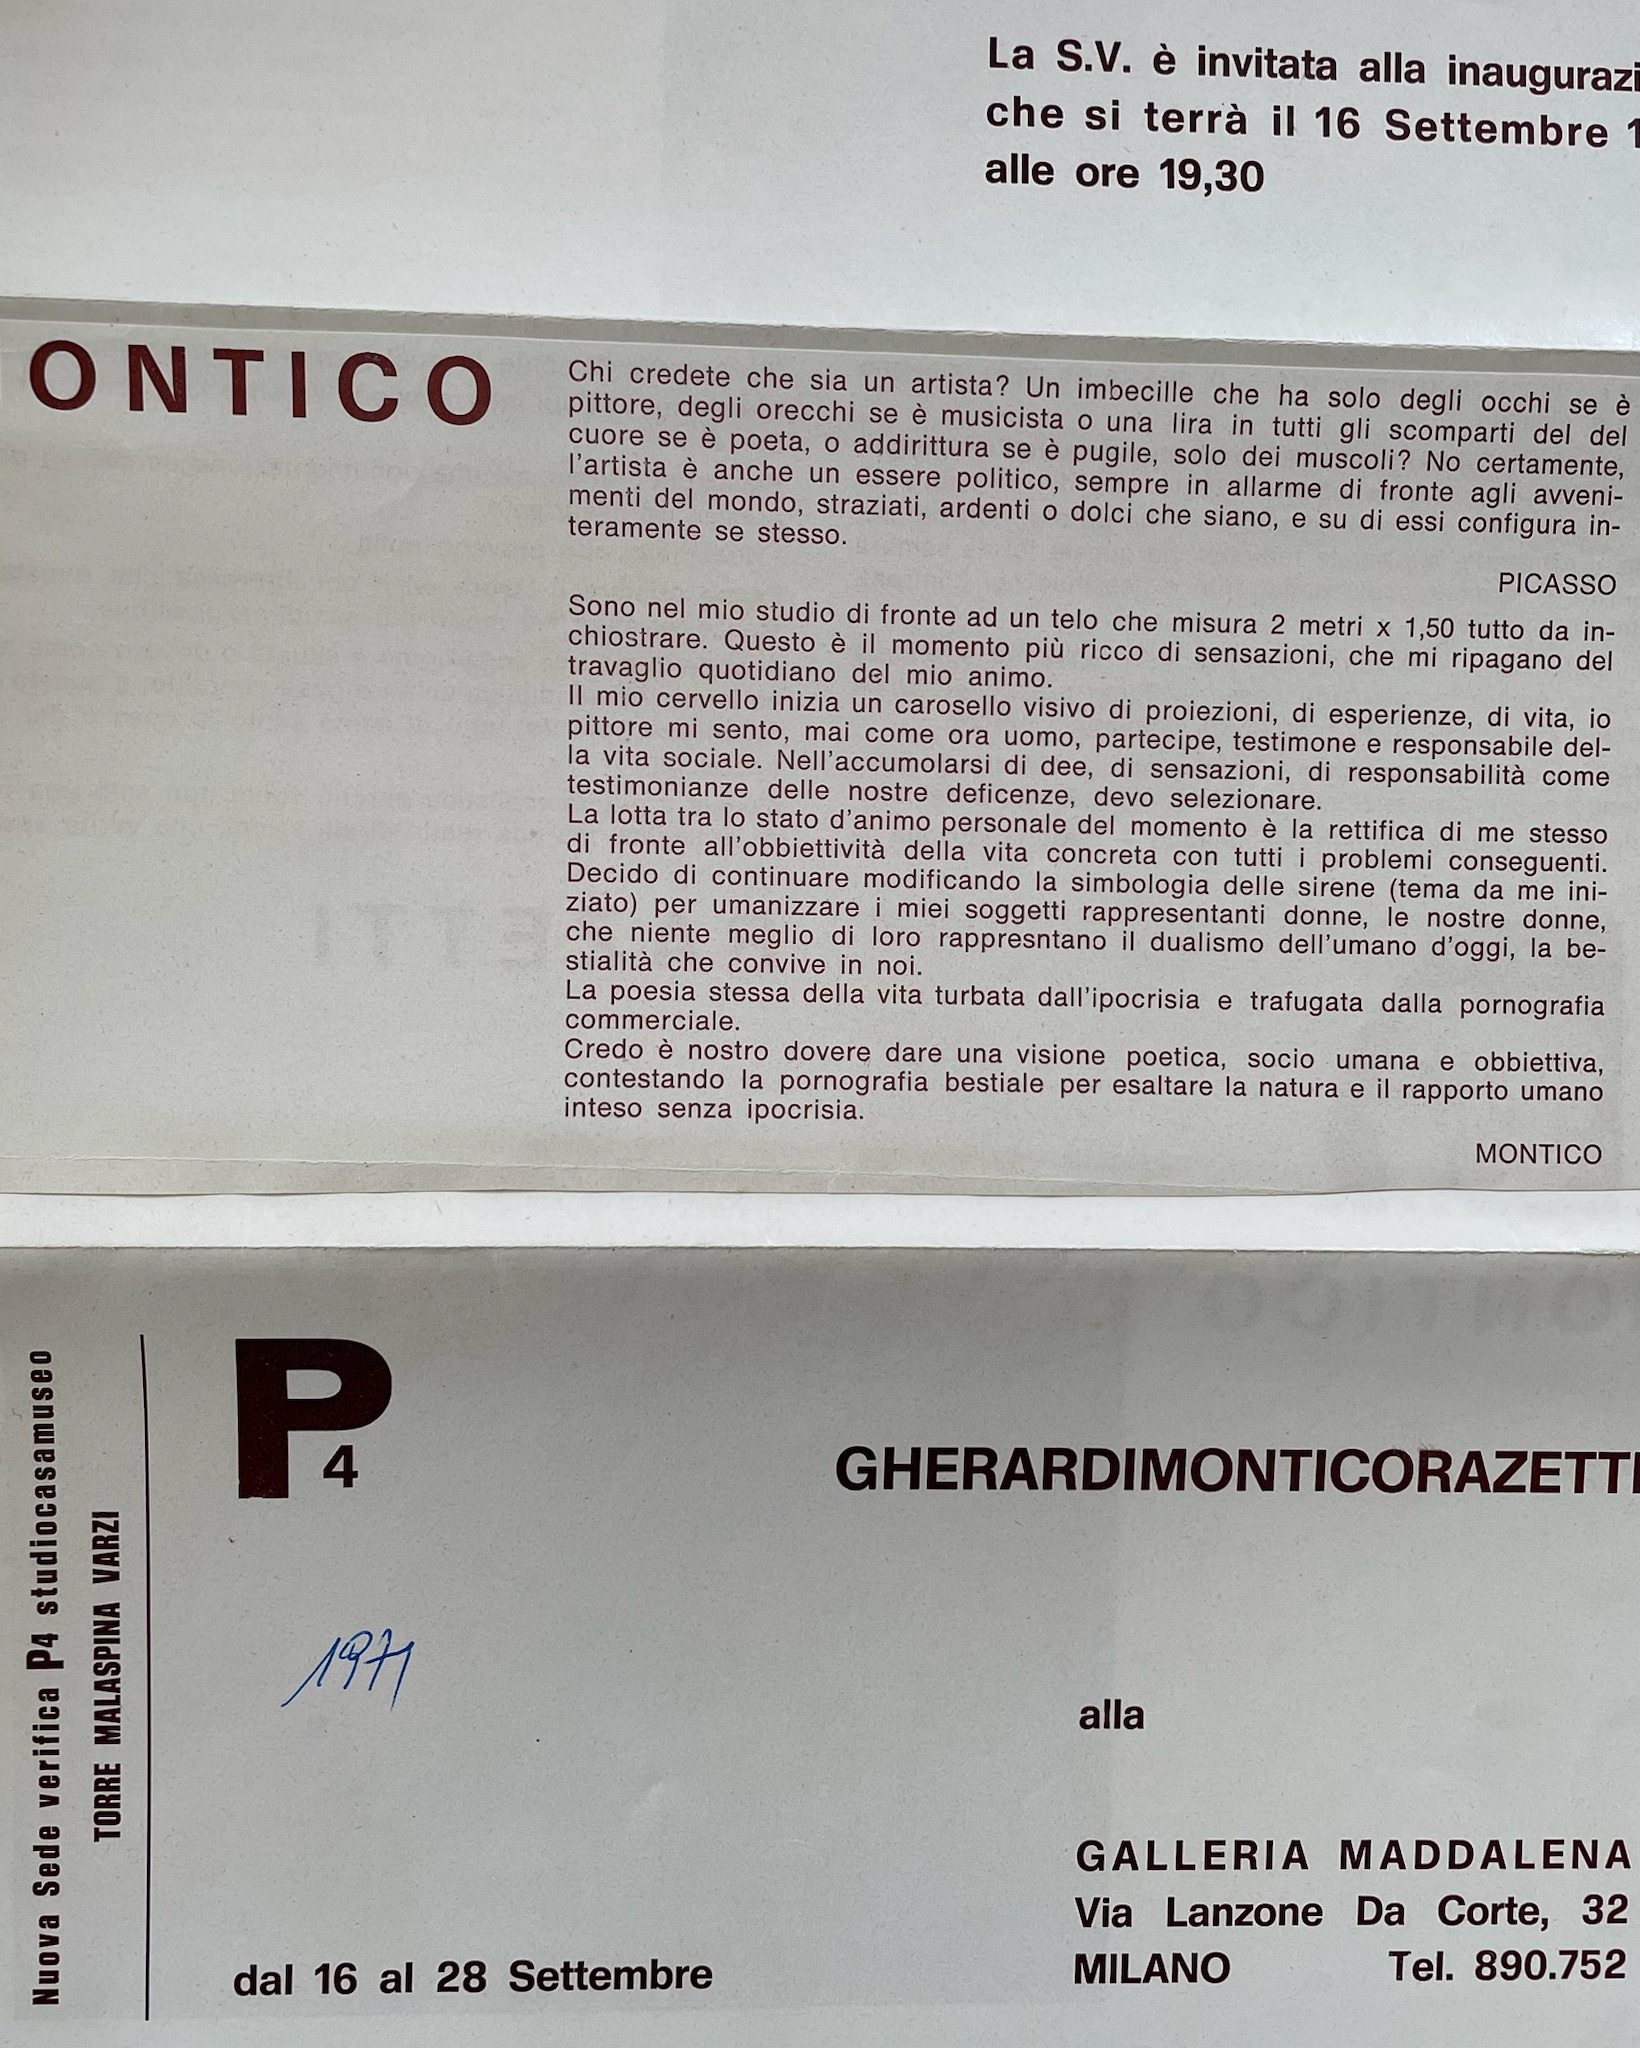 La S.V. è invitata alla inaugurazi
che si terrà il 16 Settembre 1
alle ore 19,30
ONTICO
Chi credete che sia un artista? Un imbecille che ha solo degli occhi se è
pittore, degli orecchi se è musicista o una lira in tutti gli scomparti del del
cuore se è poeta, o addirittura se è pugile, solo dei muscoli? No certamente,
l'artista è anche un essere politico, sempre in allarme di fronte agli avveni-
menti del mondo, straziati, ardenti o dolci che siano, e su di essi configura in-
teramente se stesso.
PICASSO
Sono nel mio studio di fronte ad un telo che misura 2 metri x 1,50 tutto da in-
chiostrare. Questo è il momento più ricco di sensazioni, che mi ripagano del
travaglio quotidiano del mio animo.
Il mio cervello inizia un carosello visivo di proiezioni, di esperienze, di vita, io
pittore mi sento, mai come ora uomo, partecipe, testimone e responsabile del-
la vita sociale. Nell'accumolarsi di dee, di sensazioni, di responsabilità come
testimonianze delle nostre deficenze, devo selezionare.
La lotta tra lo stato d'animo personale del momento è la rettifica di me stesso
di fronte all'obbiettività della vita concreta con tutti i problemi conseguenti.
Decido di continuare modificando la simbologia delle sirene (tema da me ini-
ziato) per umanizzare i miei soggetti rappresentanti donne, le nostre donne,
che niente meglio di loro rappresntano il dualismo dell'umano d'oggi, la be-
stialità che convive in noi.
La poesia stessa della vita turbata dall'ipocrisia e trafugata dalla pornografia
commerciale.
Credo è nostro dovere dare una visione poetica, socio umana e obbiettiva,
contestando la pornografia bestiale per esaltare la natura e il rapporto umano
inteso senza ipocrisia.
MONTICO
Nuova Sede verifica P4 studiocasamuseo
TORRE MALASPINA VARZI
P4
GHERARDIMONTICORAZETTI
1971
alla
GALLERIA MADDALENA
Via Lanzone Da Corte, 32
MILANO Tel. 890.752
dal 16 al 28 Settembre